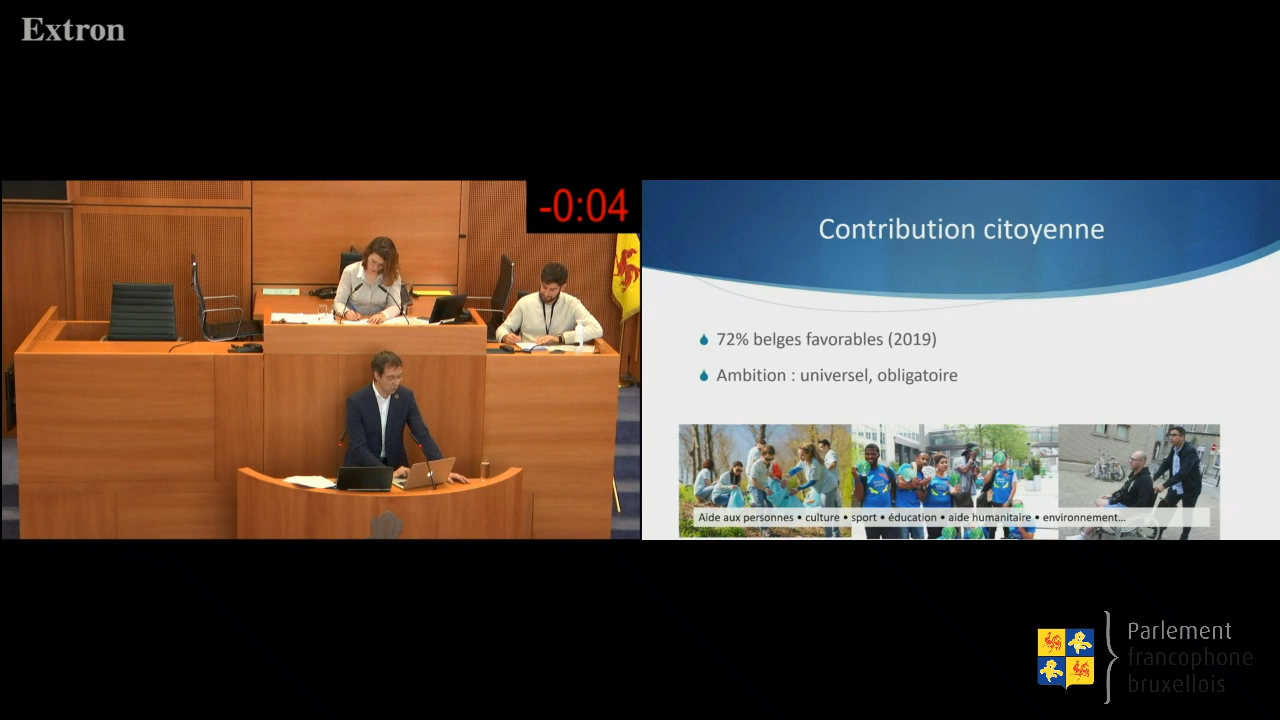 Extron
-0:04
Contribution citoyenne
72% belges favorables (2019)
Ambition : universel, obligatoire
Aide aux personnes • culture • sport • éducation • aide humanitaire • environnement...
Parlement
francophone
bruxellois